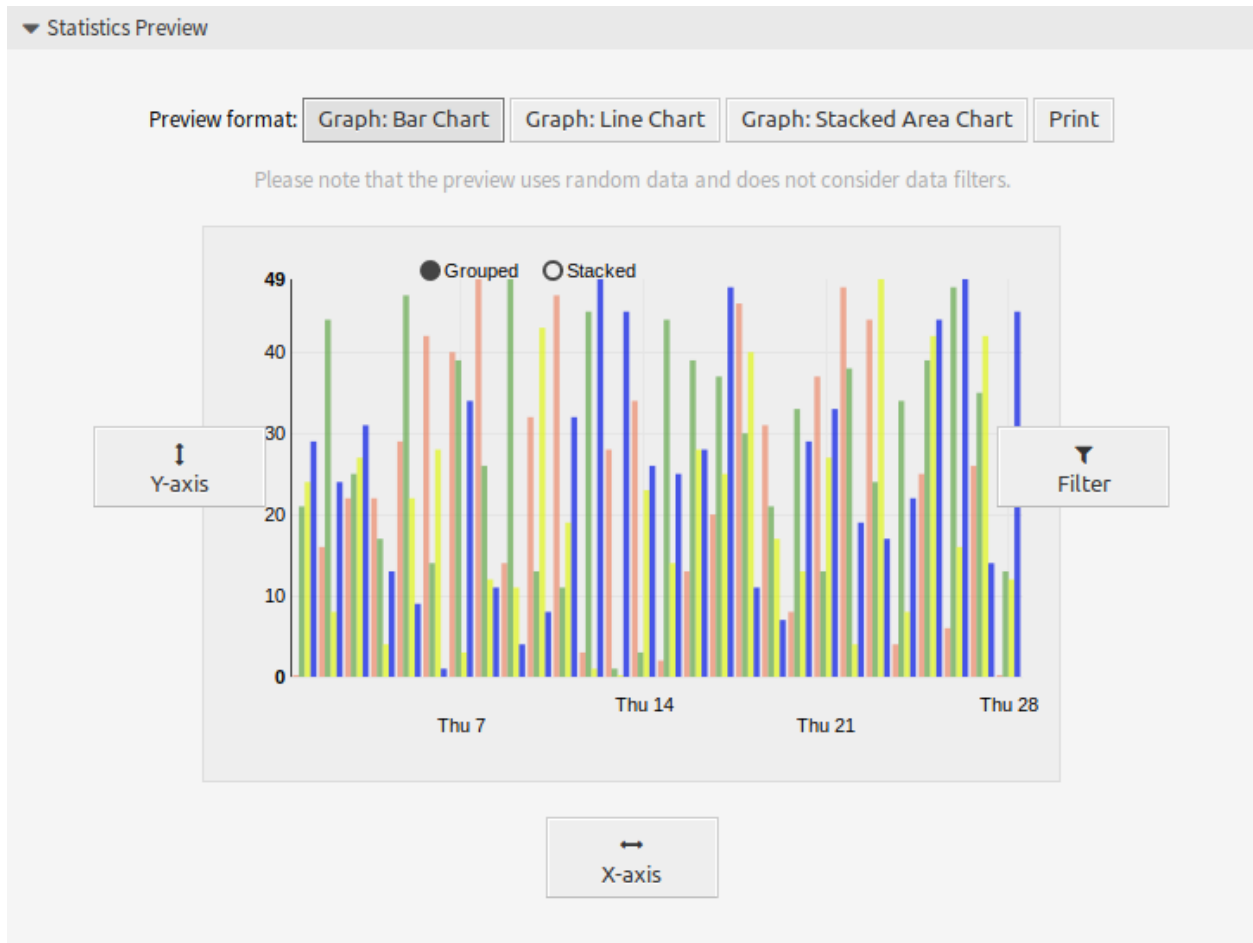 Statistics Preview
Preview format: Graph: Bar Chart Graph: Line Chart Graph: Stacked Area Chart Print
Please note that the preview uses random data and does not consider data filters.
Grouped Stacked
49
40
30
20
10
0
Y-axis
Filter
Thu 7
Thu 14
Thu 21
Thu 28
X-axis